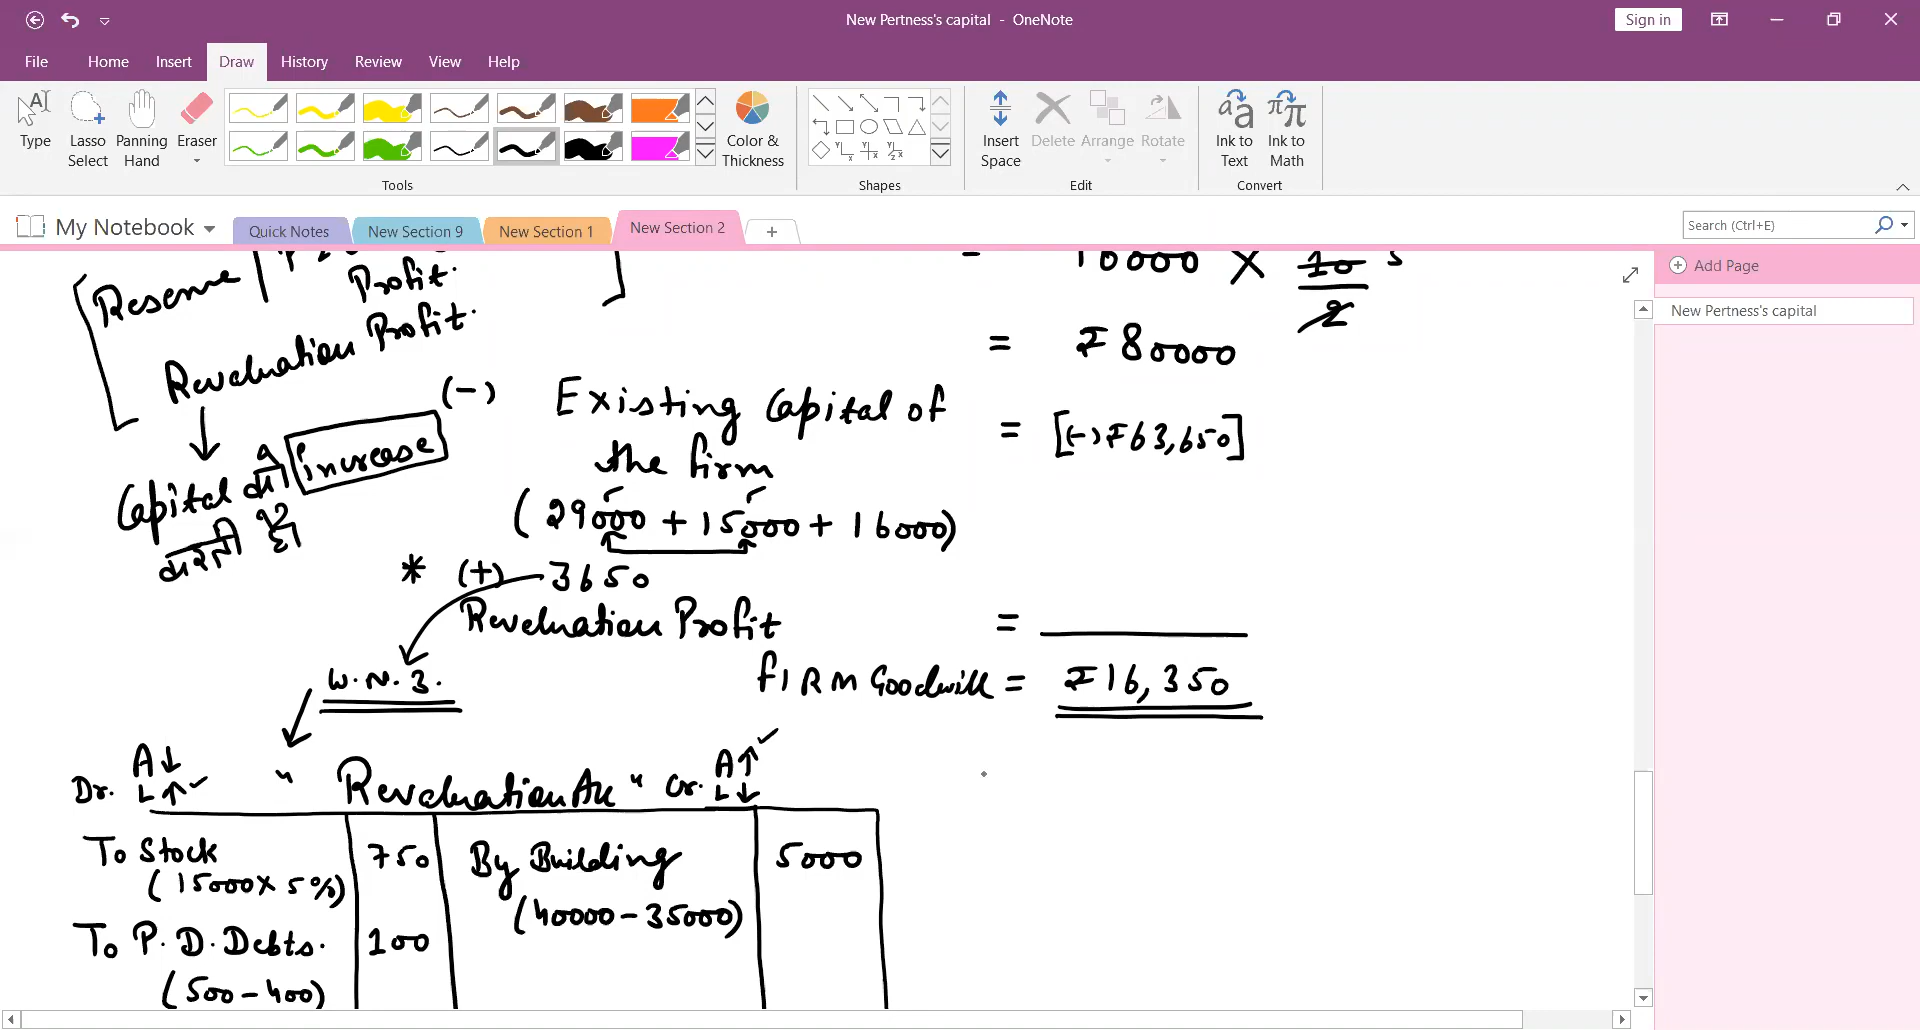 New Pertness's capital - OneNote
Sign in
File Home Insert Draw History Review View Help
Type
Lasso Select
Panning Hand
Eraser
Color & Thickness
Insert Space
Delete
Arrange
Rotate
Ink to Text
Ink to Math
Tools
Shapes
Edit
Convert
My Notebook
Quick Notes
New Section 9
New Section 1
New Section 2
Search (Ctrl+E)
Add Page
New Pertness's capital
Profit.
Revaluation Profit.
Capital को increase
करती है
= 16000 × 10 5
2
= ₹80000
(-) Existing Capital of
the firm
= [(-)₹63,650]
(29000 + 15000 + 16000)
* (+) 3650
Revaluation Profit =
W.N.3.
FIRM Goodwill = ₹16,350
Dr. A↓ L↑ " Revaluation A/c " Cr. A↑ L↓
To Stock 750 By Building 5000
(15000 × 5%)
(40000-35000)
To P.D.Debts. 100
(500-400)